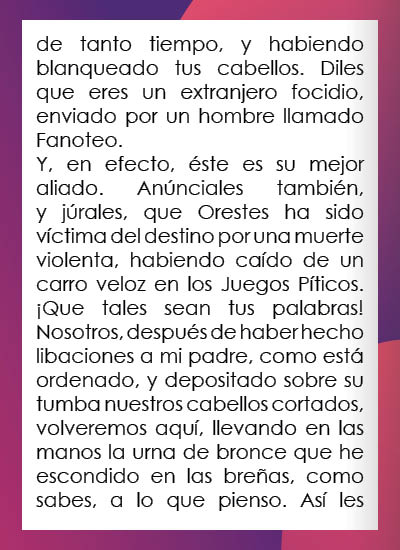 de tanto tiempo, y habiendo
blanqueado tus cabellos. Diles
que eres un extranjero focidio,
enviado por un hombre llamado
Fanoteo.
Y, en efecto, éste es su mejor
aliado. Anúnciales también,
y júrales, que Orestes ha sido
víctima del destino por una muerte
violenta, habiendo caído de un
carro veloz en los Juegos Píticos.
¡Que tales sean tus palabras!
Nosotros, después de haber hecho
libaciones a mi padre, como está
ordenado, y depositado sobre su
tumba nuestros cabellos cortados,
volveremos aquí, llevando en las
manos la urna de bronce que he
escondido en las breñas, como
sabes, a lo que pienso. Así les